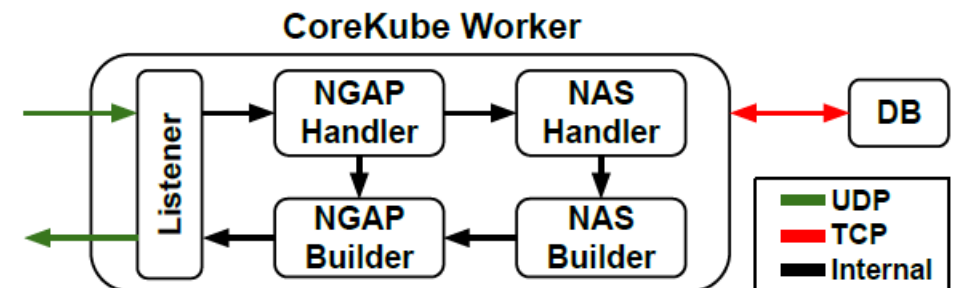 CoreKube Worker
Listener
NGAP
Handler
NAS
Handler
DB
NGAP
Builder
NAS
Builder
UDP
TCP
Internal